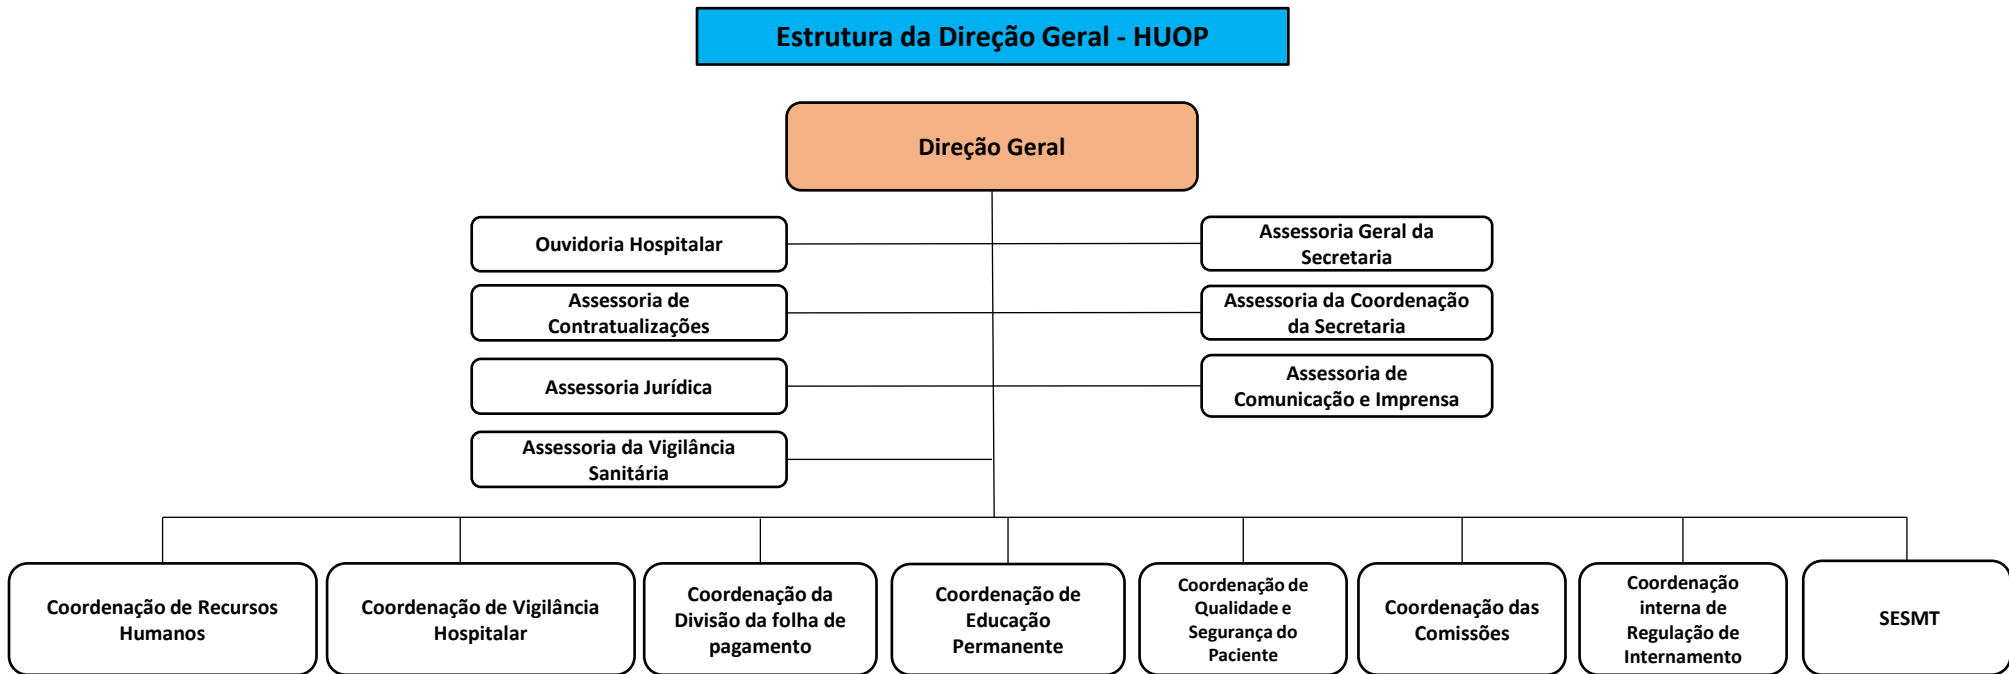 Estrutura da Direção Geral - HUOP
Direção Geral
Ouvidoria Hospitalar
Assessoria Geral da
Secretaria
Assessoria de
Contratualizações
Assessoria da Coordenação
da Secretaria
Assessoria Jurídica
Assessoria de
Comunicação e Imprensa
Assessoria da Vigilância
Sanitária
Coordenação de Recursos
Humanos
Coordenação de Vigilância
Hospitalar
Coordenação da
Divisão da folha de
pagamento
Coordenação de
Educação
Permanente
Coordenação de
Qualidade e
Segurança do
Paciente
Coordenação das
Comissões
Coordenação
interna de
Regulação de
Internamento
SESMT